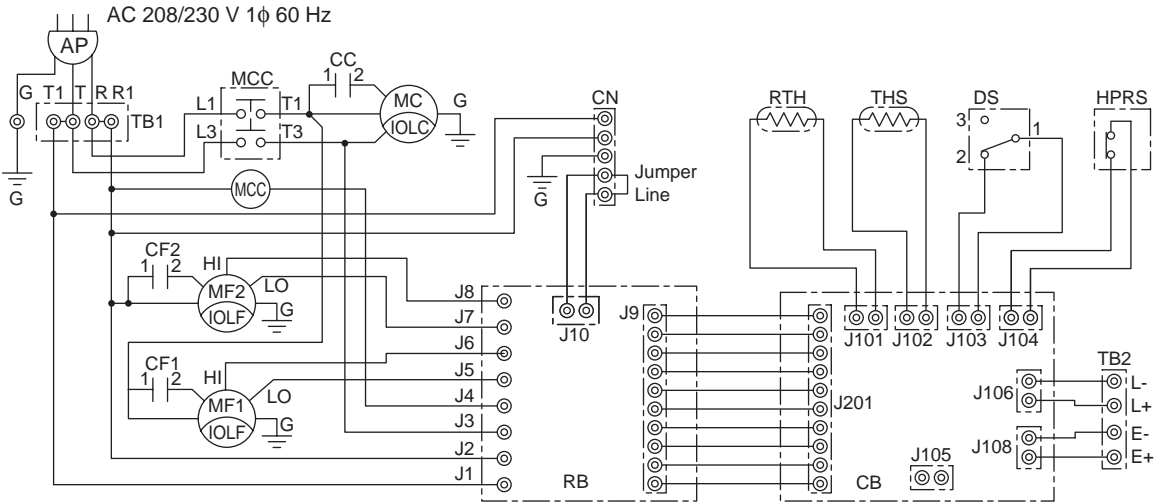 AC 208/230 V 1ϕ 60 Hz
AP
G T1 T R R1
TB1
G
MCC
L1 T1
L3 T3
CC
1 2
MC
IOLC
G
MCC
CN
Jumper
Line
G
RTH
THS
DS
3
2
1
HPRS
CF2
1 2
HI
LO
MF2
IOLF
G
CF1
1 2
HI
LO
MF1
IOLF
G
J8
J7
J6
J5
J4
J3
J2
J1
J10
J9
RB
J201
J101
J102
J103
J104
J106
J108
J105
CB
TB2
L-
L+
E-
E+